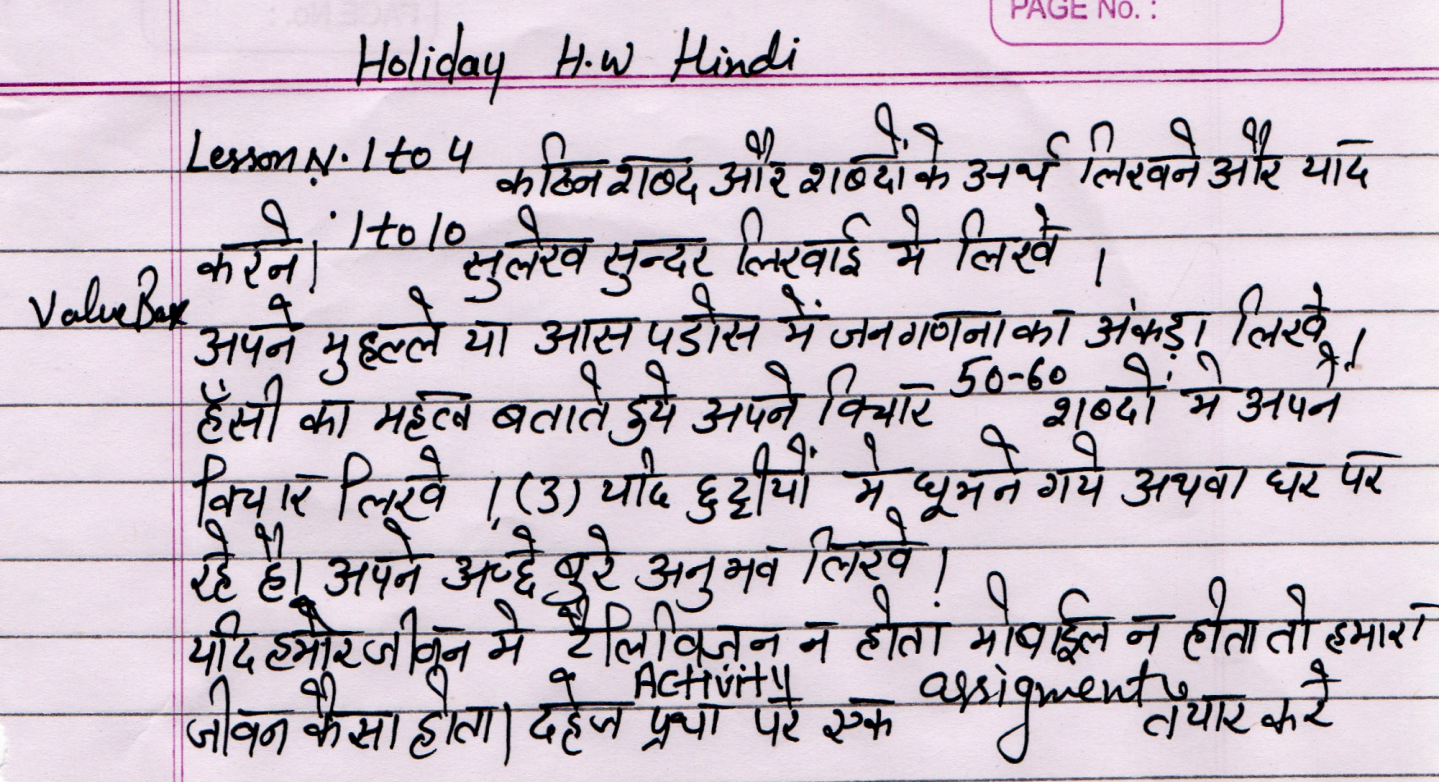 PAGE No. :
Holiday H.W Hindi
Lesson N. 1 to 4 कठिन शब्द और शब्दों के अर्थ लिखने और याद
करने। 1 to 10 सुलेख सुन्दर लिखाई मे लिखे ।
Value Base अपने मुहल्ले या आस पडोस में जनगणना का अंकड़ा लिखे।
हँसी का महत्व बताते हुये अपने विचार 50-60 शब्दों मे अपने
विचार लिखे । (3) यदि छुट्टीयों मे घूमने गये अथवा घर पर
रहे हैं। अपने अच्छे बुरे अनुभव लिखे ।
यदि हमारे जीवन मे टैलिविजन न होता मोबाईल न होता तो हमारा
जीवन कैसा होता। दहेज प्रथा पर एक Activity assigment तैयार करे